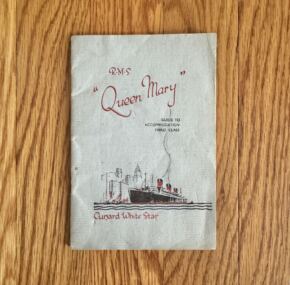 R·M·S
"Queen Mary"
GUIDE TO
ACCOMMODATION
THIRD CLASS
Cunard White Star